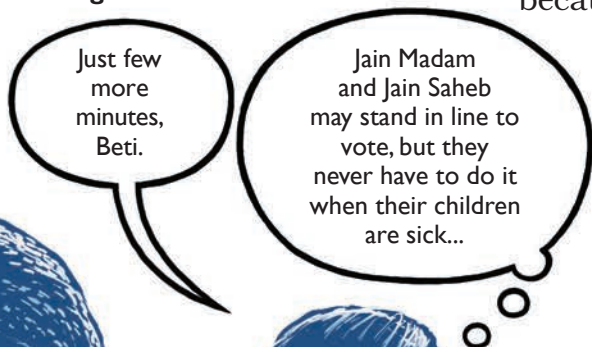 becau
Just few
more
minutes,
Beti.
Jain Madam
and Jain Saheb
may stand in line to
vote, but they
never have to do it
when their children
are sick...